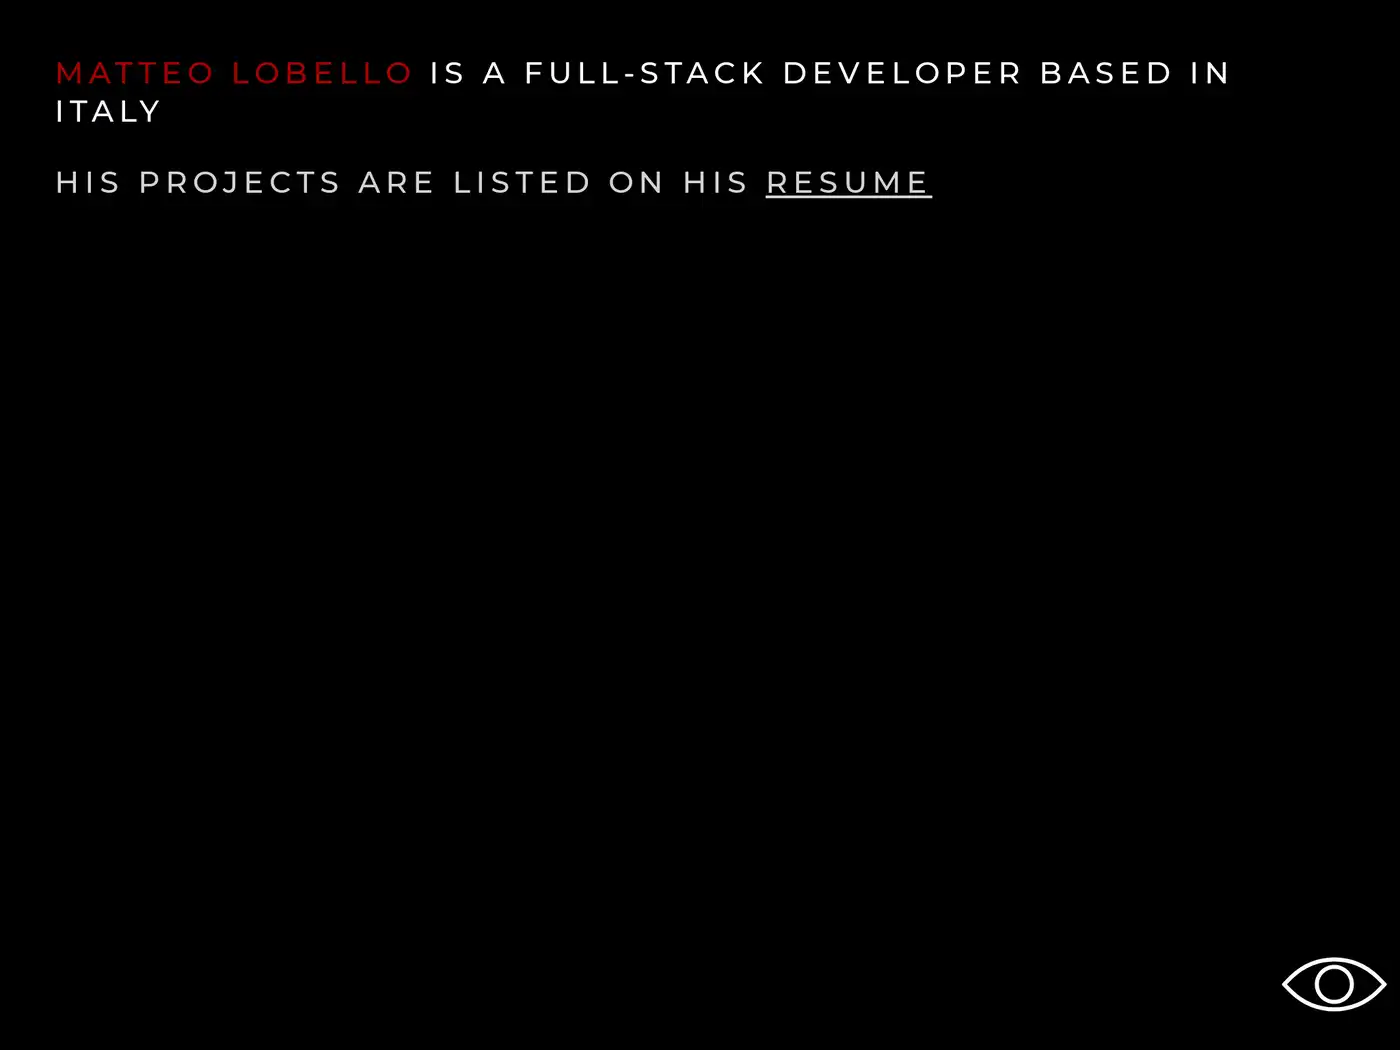 MATTEO LOBELLO IS A FULL-STACK DEVELOPER BASED IN
ITALY
HIS PROJECTS ARE LISTED ON HIS RESUME